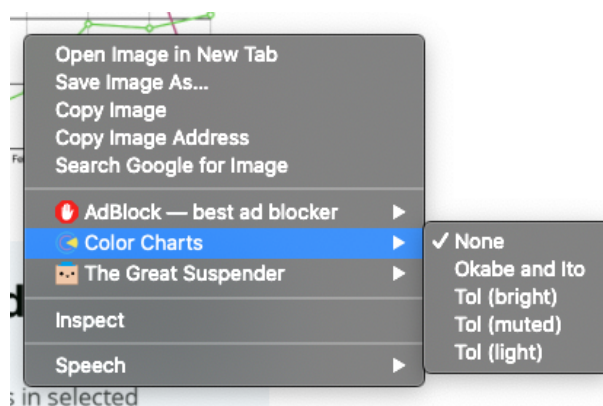 Open Image in New Tab
Save Image As...
Copy Image
Copy Image Address
Search Google for Image
Fe
AdBlock — best ad blocker
Color Charts
The Great Suspender
Inspect
Speech
✓ None
Okabe and Ito
Tol (bright)
Tol (muted)
Tol (light)
d
s in selected